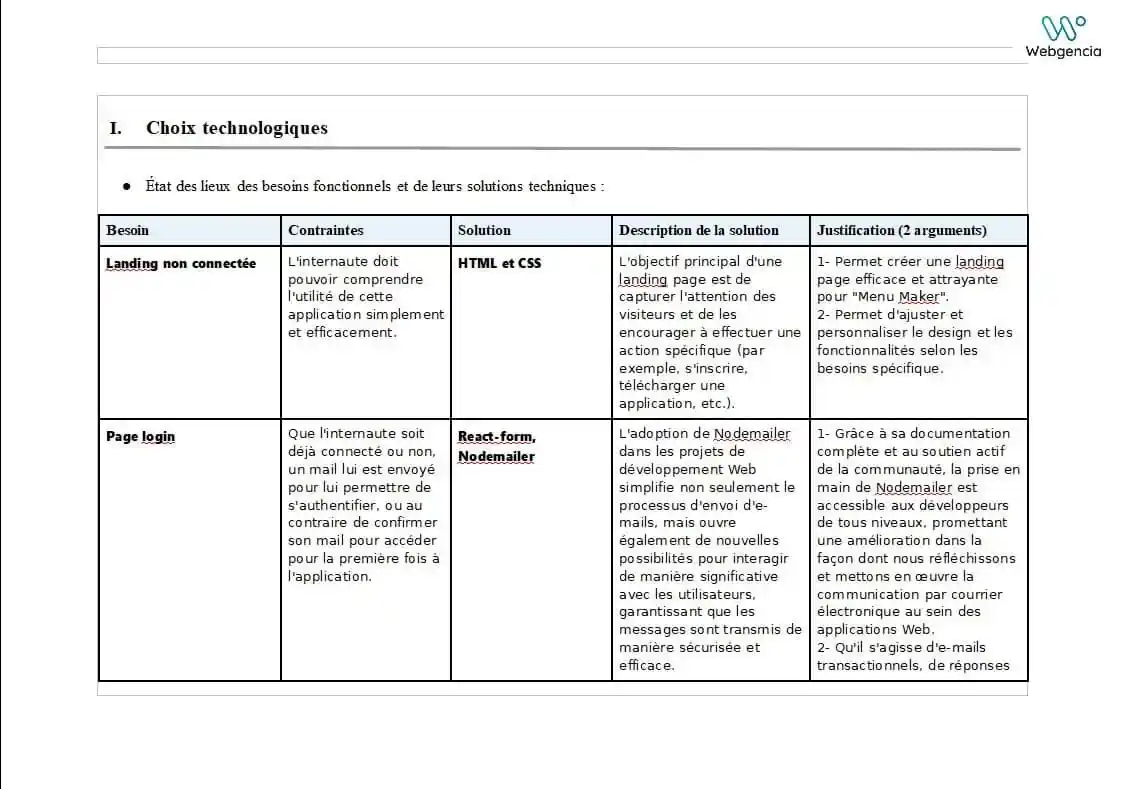 Webgencia
I. Choix technologiques
● État des lieux des besoins fonctionnels et de leurs solutions techniques :
Besoin
Contraintes
Solution
Description de la solution
Justification (2 arguments)
Landing non connectée
L'internaute doit
pouvoir comprendre
l'utilité de cette
application simplement
et efficacement.
HTML et CSS
L'objectif principal d'une
landing page est de
capturer l'attention des
visiteurs et de les
encourager à effectuer une
action spécifique (par
exemple, s'inscrire,
télécharger une
application, etc.).
1- Permet créer une landing
page efficace et attrayante
pour "Menu Maker".
2- Permet d'ajuster et
personnaliser le design et les
fonctionnalités selon les
besoins spécifique.
Page login
Que l'internaute soit
déjà connecté ou non,
un mail lui est envoyé
pour lui permettre de
s'authentifier, ou au
contraire de confirmer
son mail pour accéder
pour la première fois à
l'application.
React-form,
Nodemailer
L'adoption de Nodemailer
dans les projets de
développement Web
simplifie non seulement le
processus d'envoi d'e-
mails, mais ouvre
également de nouvelles
possibilités pour interagir
de manière significative
avec les utilisateurs,
garantissant que les
messages sont transmis de
manière sécurisée et
efficace.
1- Grâce à sa documentation
complète et au soutien actif
de la communauté, la prise en
main de Nodemailer est
accessible aux développeurs
de tous niveaux, promettant
une amélioration dans la
façon dont nous réfléchissons
et mettons en œuvre la
communication par courrier
électronique au sein des
applications Web.
2- Qu'il s'agisse d'e-mails
transactionnels, de réponses